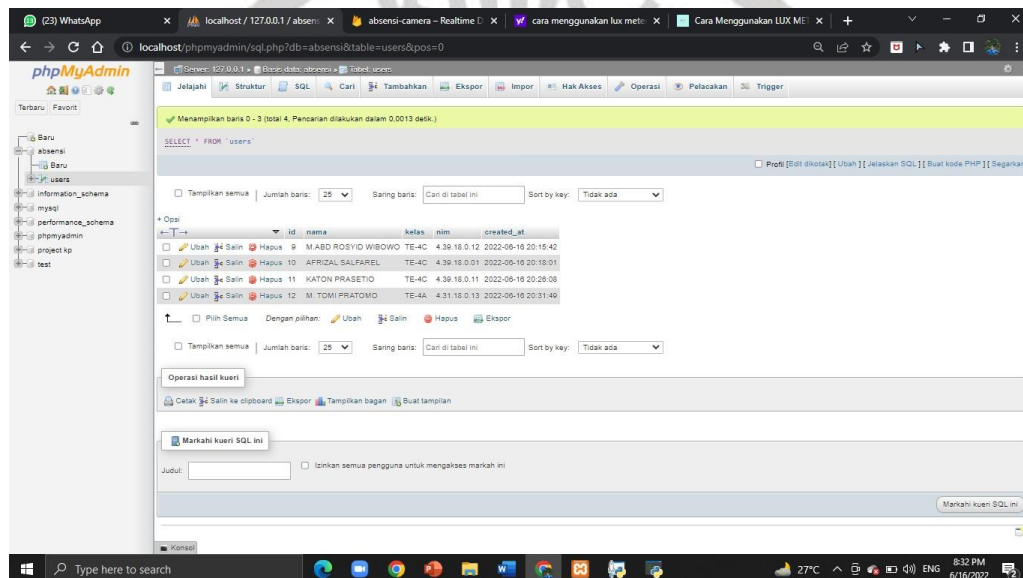 (23) WhatsApp
localhost / 127.0.0.1 / absens
absensi-camera – Realtime D
cara menggunakan lux mete
Cara Menggunakan LUX ME
localhost/phpmyadmin/sql.php?db=absensi&table=users&pos=0
phpMyAdmin
Terbaru Favorit
Baru
absensi
Baru
users
information_schema
mysql
performance_schema
phpmyadmin
project kp
test
Server: 127.0.0.1 » Basis data: absensi » Tabel: users
Jelajahi Struktur SQL Cari Tambahkan Ekspor Impor Hak Akses Operasi Pelacakan Trigger
Menampilkan baris 0 - 3 (total 4, Pencarian dilakukan dalam 0,0013 detik.)
SELECT * FROM `users`
Profil [Edit dikotak] [ Ubah ] [ Jelaskan SQL ] [ Buat kode PHP ] [ Segarkan
Tampilkan semua | Jumlah baris: 25 Saring baris: Cari di tabel ini Sort by key: Tidak ada
+ Opsi
←T→ id nama kelas nim created_at
Ubah Salin Hapus 9 M.ABD ROSYID WIBOWO TE-4C 4.39.18.0.12 2022-06-16 20:15:42
Ubah Salin Hapus 10 AFRIZAL SALFAREL TE-4C 4.39.18.0.01 2022-06-16 20:18:01
Ubah Salin Hapus 11 KATON PRASETIO TE-4C 4.39.18.0.11 2022-06-16 20:26:08
Ubah Salin Hapus 12 M. TOMI PRATOMO TE-4A 4.31.18.0.13 2022-06-16 20:31:49
Pilih Semua Dengan pilihan: Ubah Salin Hapus Ekspor
Tampilkan semua | Jumlah baris: 25 Saring baris: Cari di tabel ini Sort by key: Tidak ada
Operasi hasil kueri
Cetak Salin ke clipboard Ekspor Tampilkan bagan Buat tampilan
Markahi kueri SQL ini
Judul: Izinkan semua pengguna untuk mengakses markah ini
Markahi kueri SQL ini
Konsol
Type here to search
27°C ENG 8:32 PM
6/16/2022